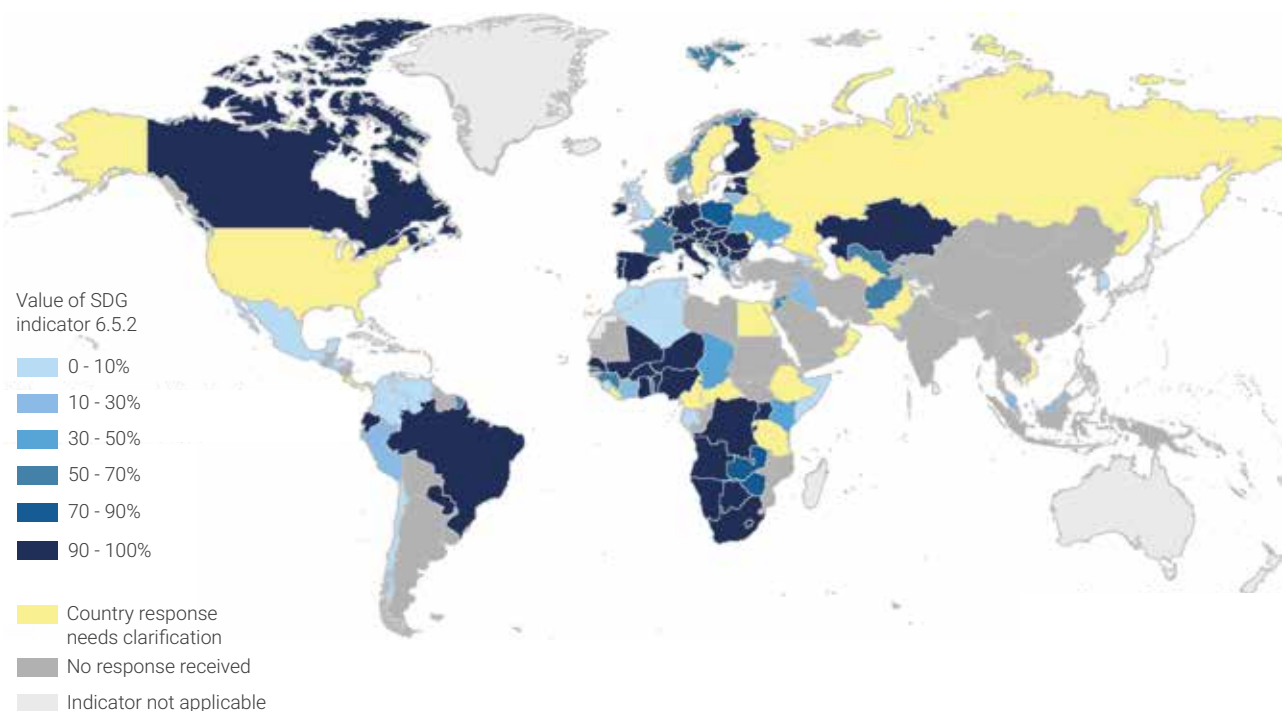 Value of SDG
indicator 6.5.2
0 - 10%
10 - 30%
30 - 50%
50 - 70%
70 - 90%
90 - 100%
Country response
needs clarification
No response received
Indicator not applicable